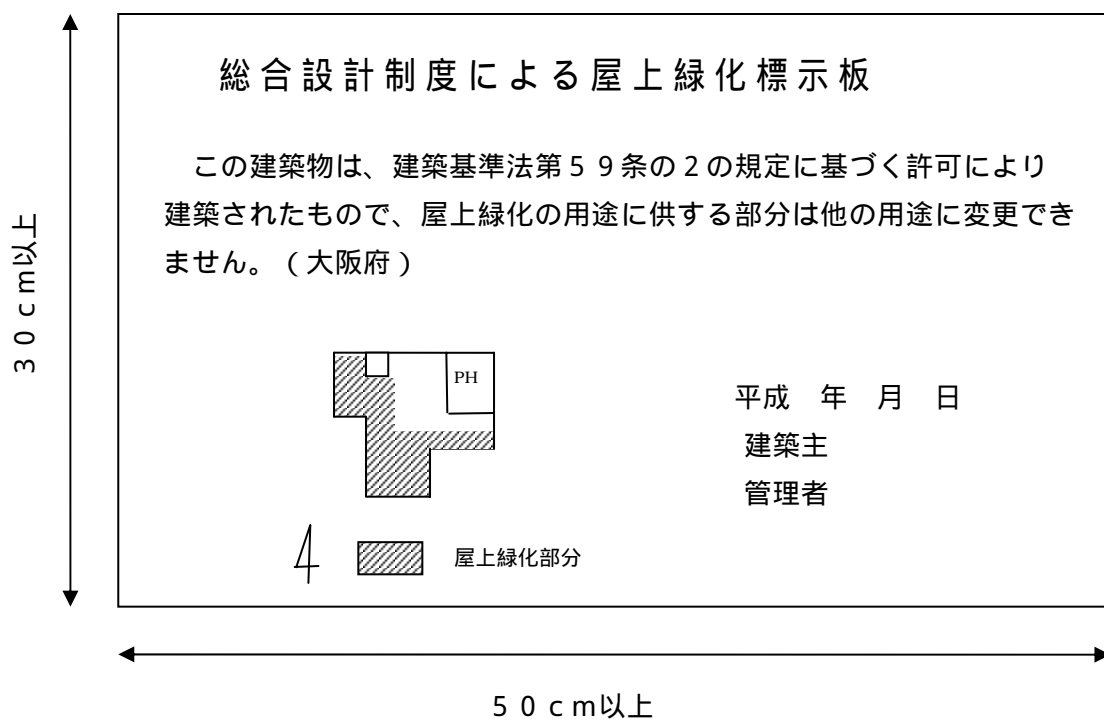 総合設計制度による屋上緑化標示板
この建築物は、建築基準法第５９条の２の規定に基づく許可により
建築されたもので、屋上緑化の用途に供する部分は他の用途に変更でき
ません。（大阪府）
３０ｃｍ以上
PH
平成　年　月　日
建築主
管理者
屋上緑化部分
５０ｃｍ以上